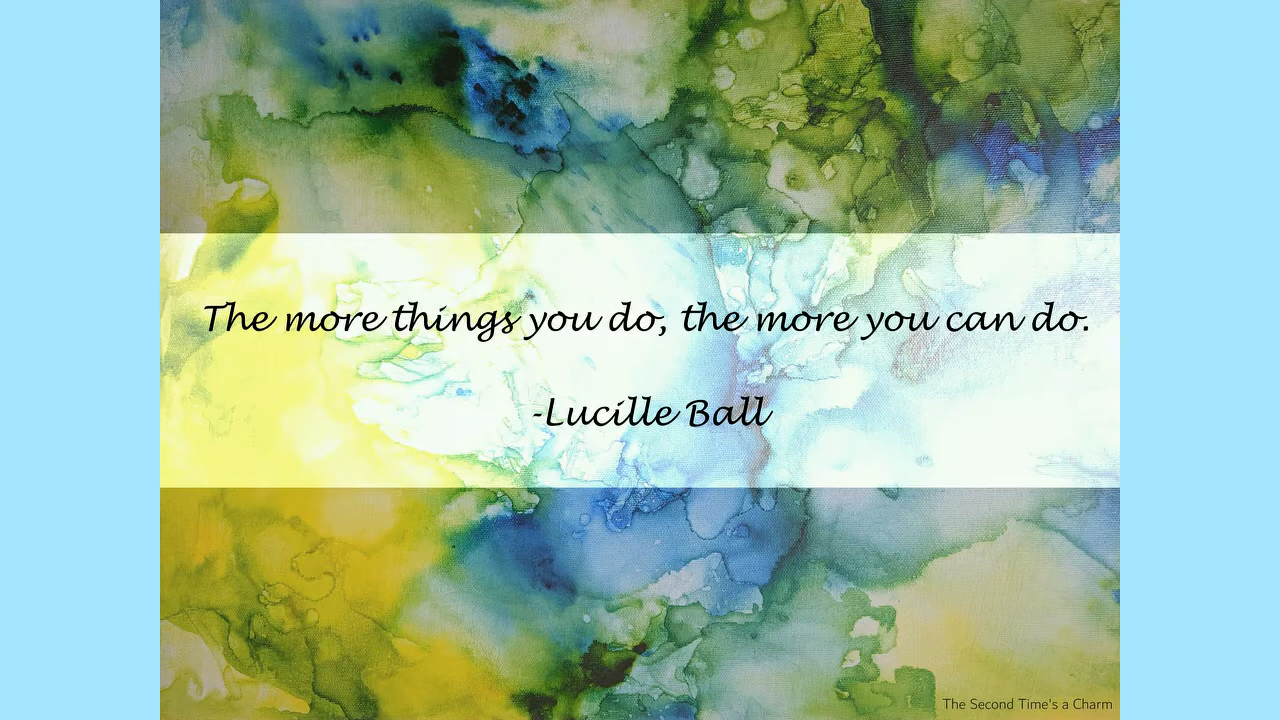 The more things you do, the more you can do.
-Lucille Ball
The Second Time's a Charm